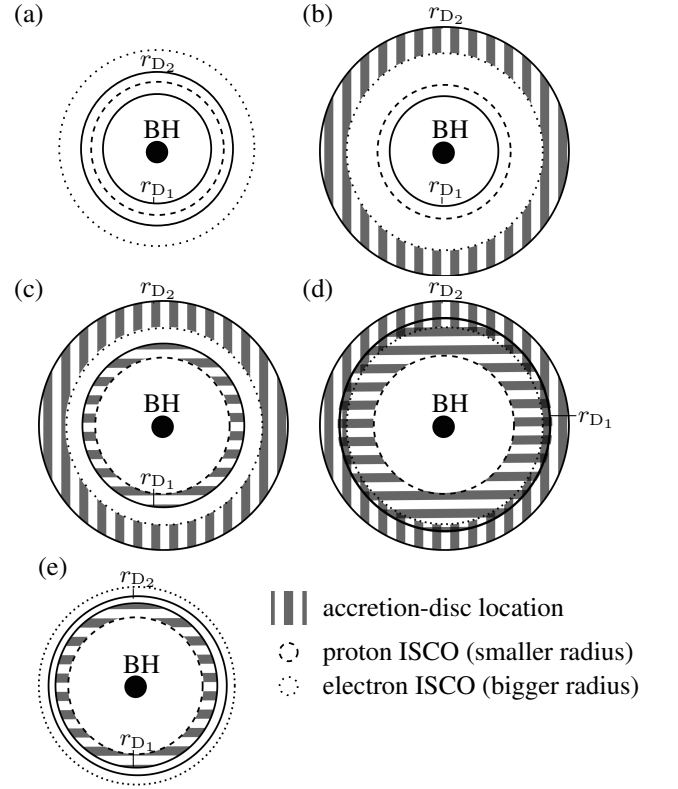 (a)
r_D2
BH
r_D1
(b)
r_D2
BH
r_D1
(c)
r_D2
BH
r_D1
(d)
r_D2
BH
r_D1
(e)
r_D2
BH
r_D1
accretion-disc location
proton ISCO (smaller radius)
electron ISCO (bigger radius)